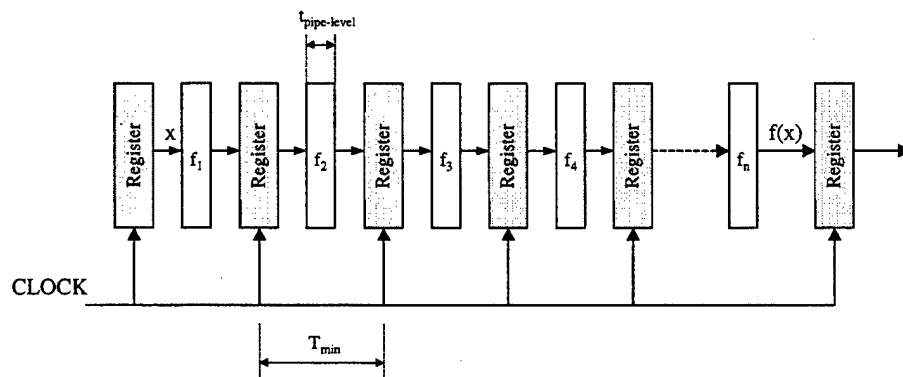 t_pipe-level
Register
x
f_1
Register
f_2
Register
f_3
Register
f_4
Register
f_n
f(x)
Register
CLOCK
T_min